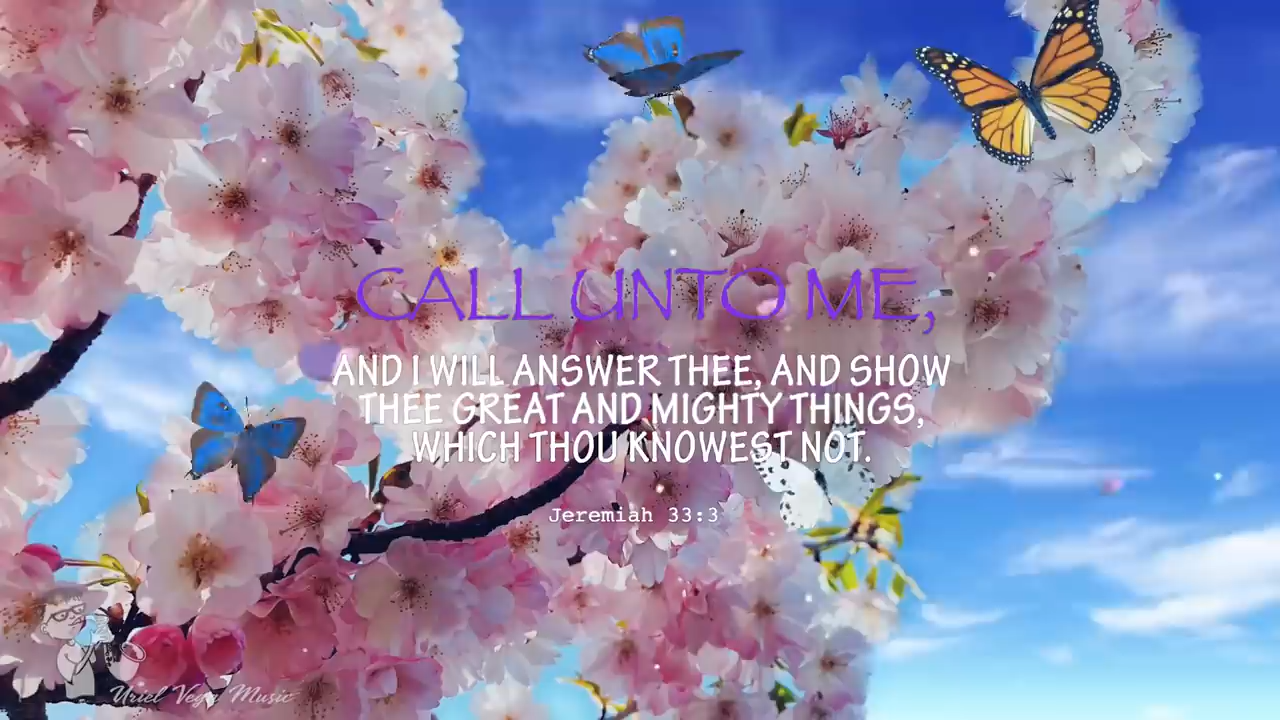 CALL UNTO ME,
AND I WILL ANSWER THEE, AND SHOW
THEE GREAT AND MIGHTY THINGS,
WHICH THOU KNOWEST NOT.
Jeremiah 33:3
Uriel Vega Music